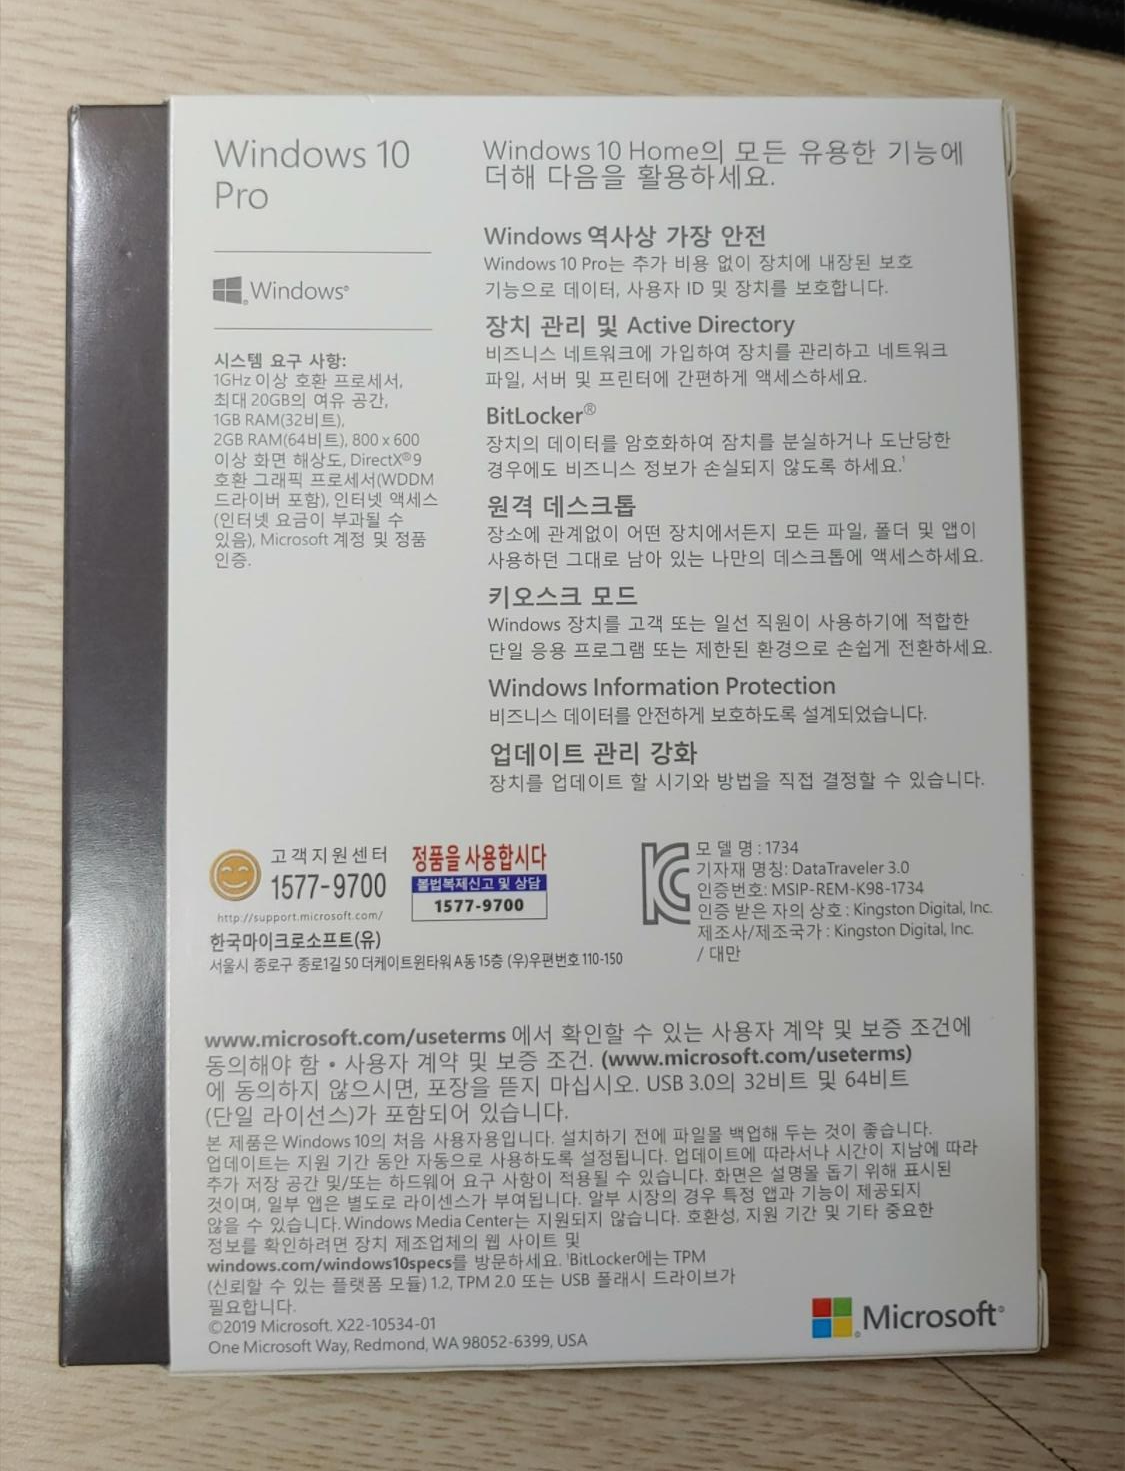 Windows 10
Pro
Windows
시스템 요구 사항:
1GHz 이상 호환 프로세서,
최대 20GB의 여유 공간,
1GB RAM(32비트),
2GB RAM(64비트), 800 x 600
이상 화면 해상도, DirectX® 9
호환 그래픽 프로세서(WDDM
드라이버 포함), 인터넷 액세스
(인터넷 요금이 부과될 수
있음), Microsoft 계정 및 정품
인증.
Windows 10 Home의 모든 유용한 기능에
더해 다음을 활용하세요.
Windows 역사상 가장 안전
Windows 10 Pro는 추가 비용 없이 장치에 내장된 보호
기능으로 데이터, 사용자 ID 및 장치를 보호합니다.
장치 관리 및 Active Directory
비즈니스 네트워크에 가입하여 장치를 관리하고 네트워크
파일, 서버 및 프린터에 간편하게 액세스하세요.
BitLocker®
장치의 데이터를 암호화하여 잠치를 분실하거나 도난당한
경우에도 비즈니스 정보가 손실되지 않도록 하세요.¹
원격 데스크톱
장소에 관계없이 어떤 장치에서든지 모든 파일, 폴더 및 앱이
사용하던 그대로 남아 있는 나만의 데스크톱에 액세스하세요.
키오스크 모드
Windows 장치를 고객 또는 일선 직원이 사용하기에 적합한
단일 응용 프로그램 또는 제한된 환경으로 손쉽게 전환하세요.
Windows Information Protection
비즈니스 데이터를 안전하게 보호하도록 설계되었습니다.
업데이트 관리 강화
장치를 업데이트 할 시기와 방법을 직접 결정할 수 있습니다.
고객지원센터
1577-9700
http://support.microsoft.com/
정품을 사용합시다
불법복제신고 및 상담
1577-9700
한국마이크로소프트(유)
서울시 종로구 종로1길 50 더케이트윈타워 A동 15층 (우)우편번호 110-150
모 델 명 : 1734
기자재 명칭: DataTraveler 3.0
인증번호: MSIP-REM-K98-1734
인증 받은 자의 상호 : Kingston Digital, Inc.
제조사/제조국가 : Kingston Digital, Inc.
/ 대만
www.microsoft.com/useterms 에서 확인할 수 있는 사용자 계약 및 보증 조건에
동의해야 함 • 사용자 계약 및 보증 조건. (www.microsoft.com/useterms)
에 동의하지 않으시면, 포장을 뜯지 마십시오. USB 3.0의 32비트 및 64비트
(단일 라이선스)가 포함되어 있습니다.
본 제품은 Windows 10의 처음 사용자용입니다. 설치하기 전에 파일몰 백업해 두는 것이 좋습니다.
업데이트는 지원 기간 동안 자동으로 사용하도록 설정됩니다. 업데이트에 따라서나 시간이 지남에 따라
추가 저장 공간 및/또는 하드웨어 요구 사항이 적용될 수 있습니다. 화면은 설명몰 돕기 위해 표시된
것이며, 일부 앱은 별도로 라이센스가 부여됩니다. 알부 시장의 경우 특정 앱과 기능이 제공되지
않을 수 있습니다. Windows Media Center는 지원되지 않습니다. 호환성, 지원 기간 및 기타 중요한
정보를 확인하려면 장치 제조업체의 웹 사이트 및
windows.com/windows10specs를 방문하세요. ¹BitLocker에는 TPM
(신뢰할 수 있는 플랫폼 모듈) 1.2, TPM 2.0 또는 USB 폴래시 드라이브가
필요합니다.
©2019 Microsoft. X22-10534-01
One Microsoft Way, Redmond, WA 98052-6399, USA
Microsoft